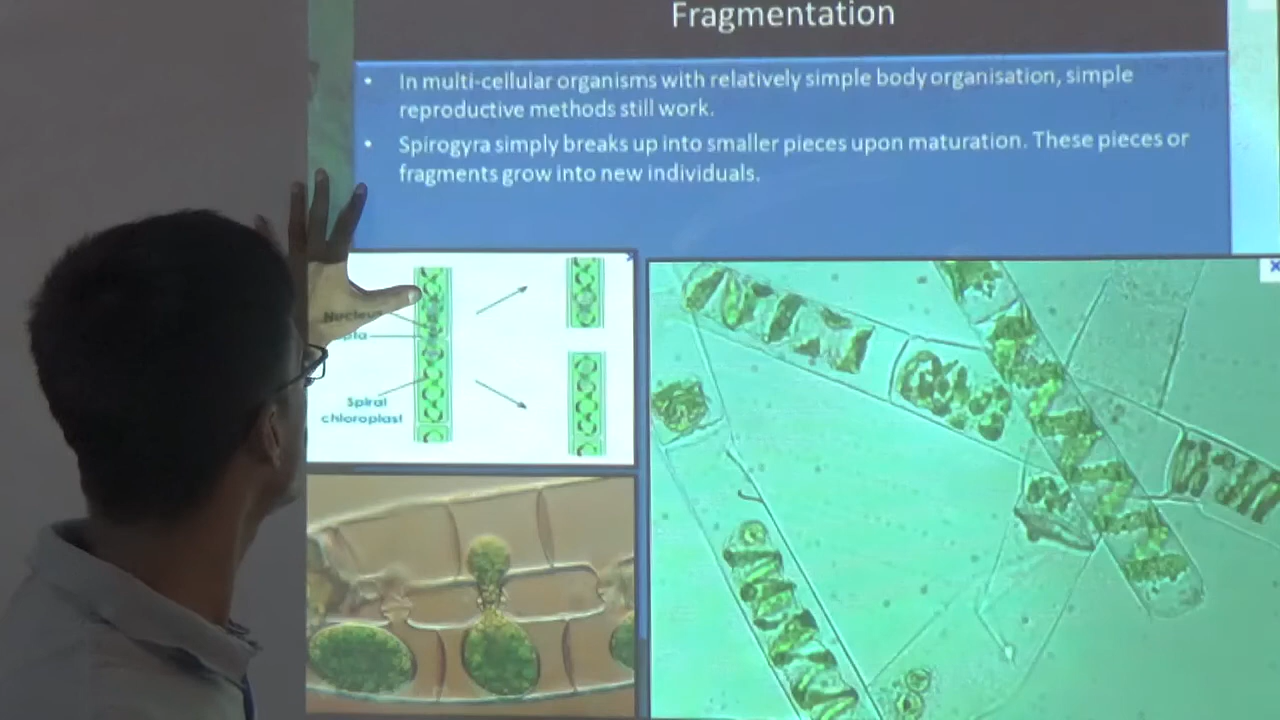 Fragmentation
• In multi-cellular organisms with relatively simple body organisation, simple
reproductive methods still work.
• Spirogyra simply breaks up into smaller pieces upon maturation. These pieces or
fragments grow into new individuals.
Nucleus
Spiral
chloroplast